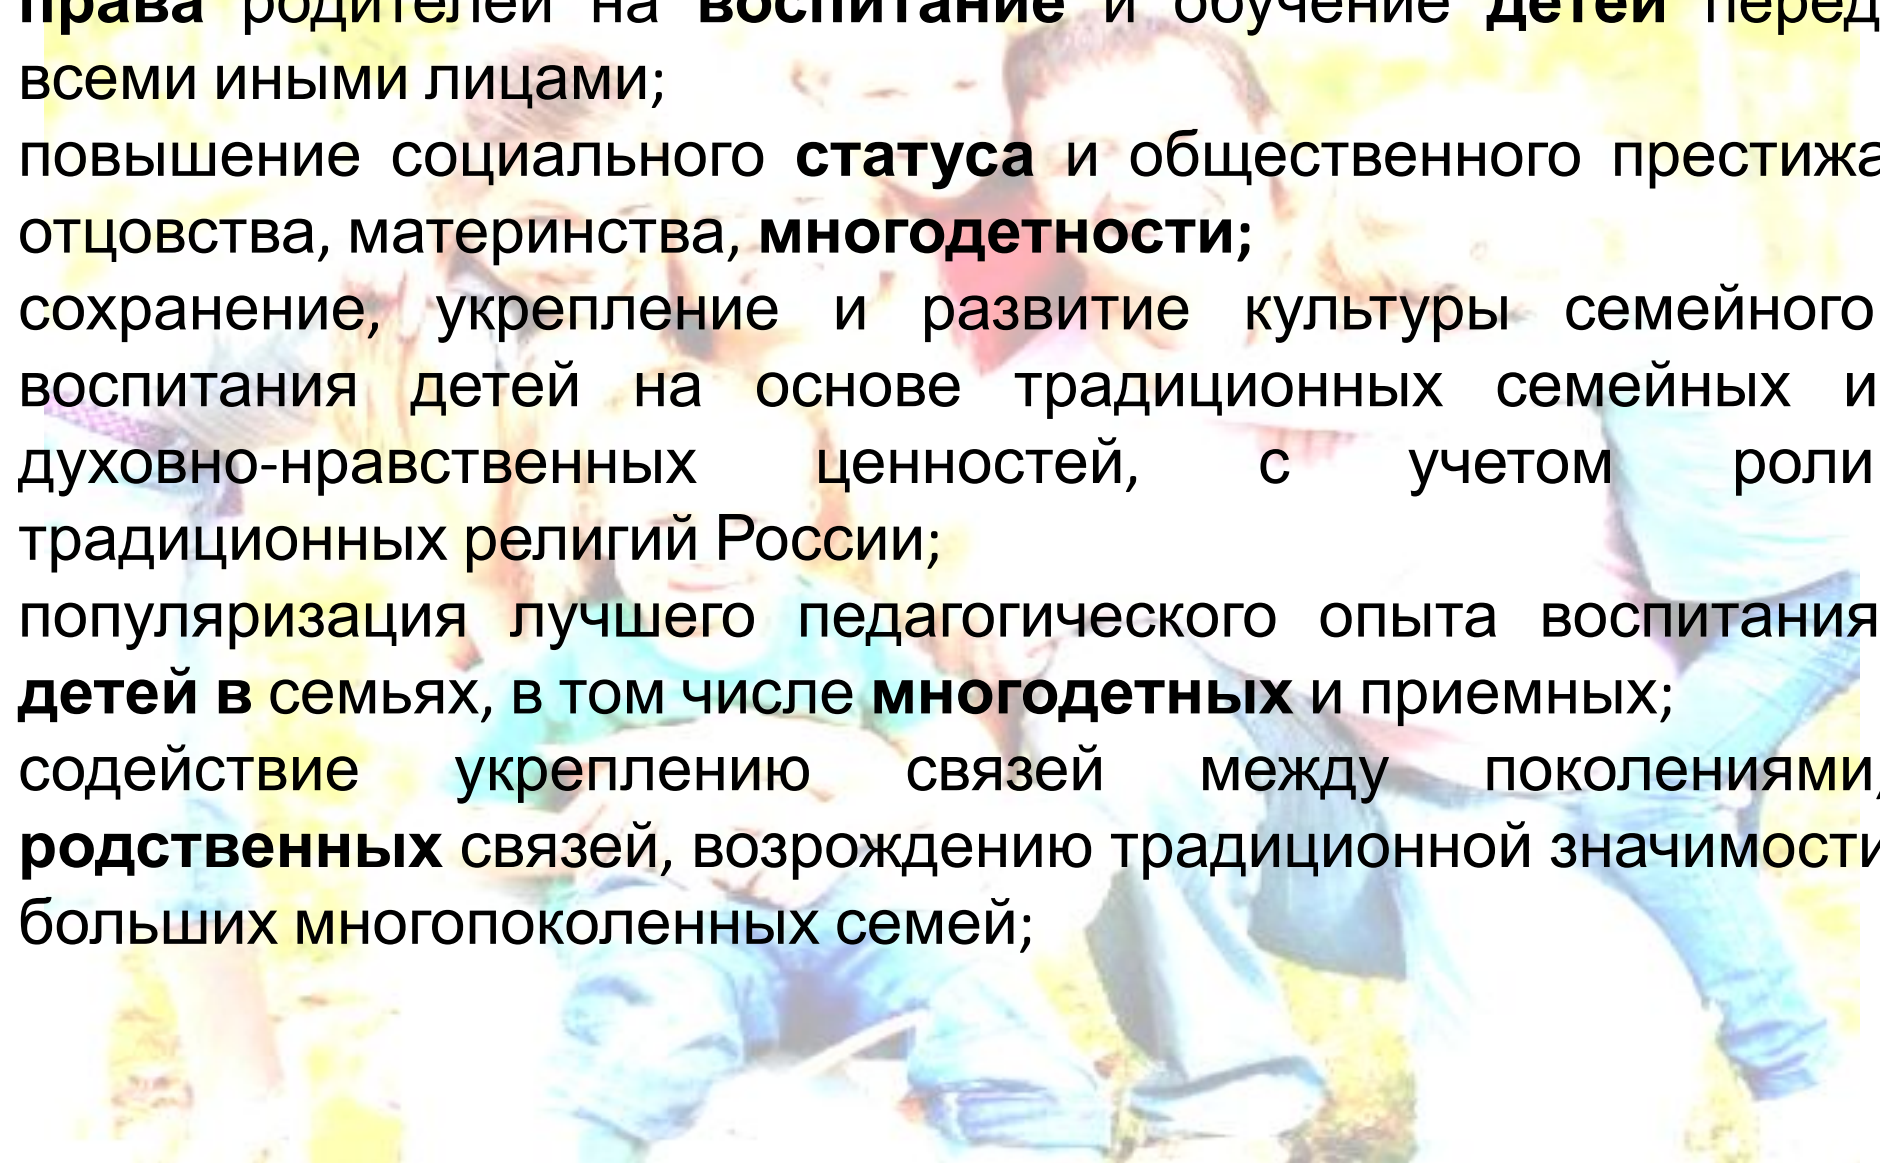 права родителей на воспитание и обучение детей перед
всеми иными лицами;
повышение социального статуса и общественного престижа
отцовства, материнства, многодетности;
сохранение, укрепление и развитие культуры семейного
воспитания детей на основе традиционных семейных и
духовно-нравственных ценностей, с учетом роли
традиционных религий России;
популяризация лучшего педагогического опыта воспитания
детей в семьях, в том числе многодетных и приемных;
содействие укреплению связей между поколениями,
родственных связей, возрождению традиционной значимости
больших многопоколенных семей;